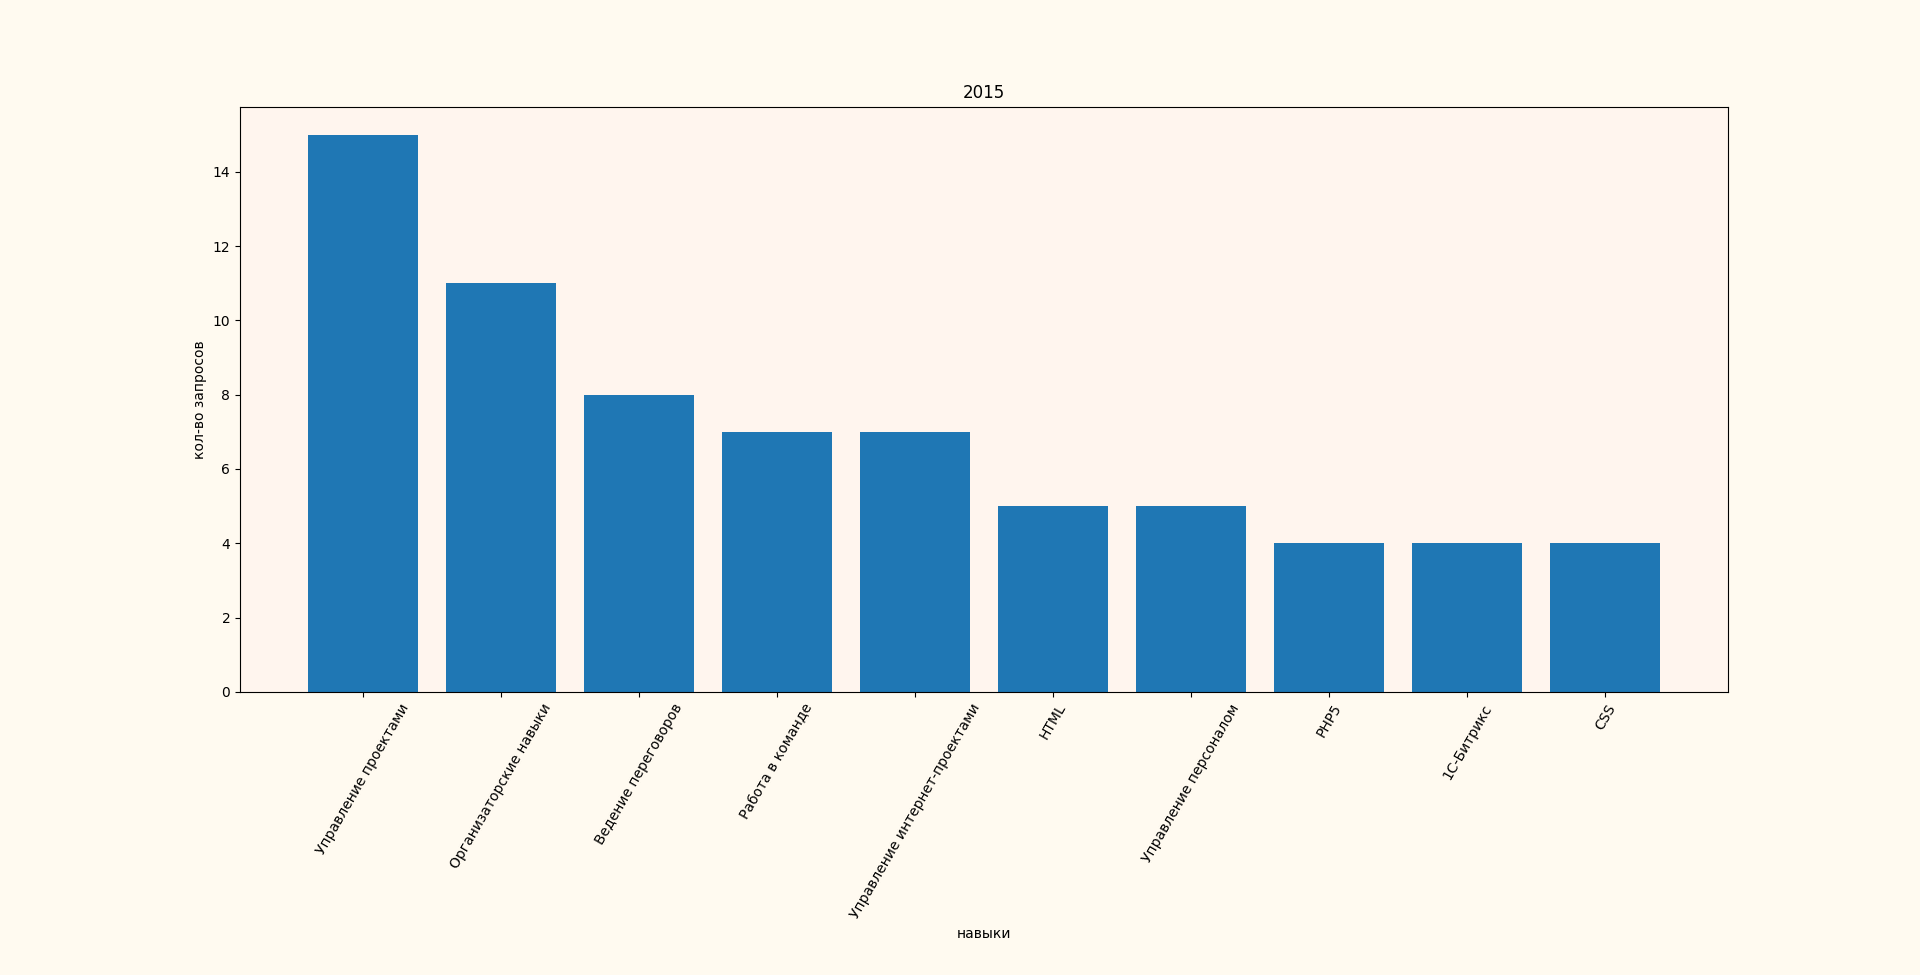 2015
кол-во запросов
14
12
10
8
6
4
2
0
Управление проектами
Организаторские навыки
Ведение переговоров
Работа в команде
Управление интернет-проектами
HTML
Управление персоналом
PHP5
1С-Битрикс
CSS
навыки